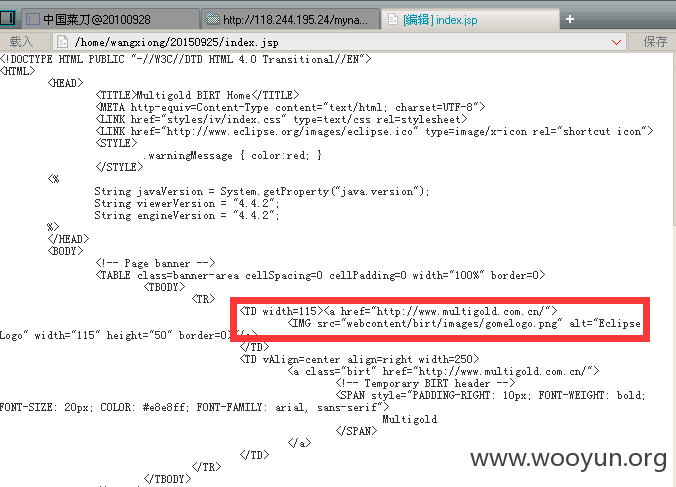 中国菜刀@20100928
http://118.244.195.24/myna...
[编辑] index.jsp
+
载入
/home/wangxiong/20150925/index.jsp
保存
<!DOCTYPE HTML PUBLIC "-//W3C//DTD HTML 4.0 Transitional//EN">
<HTML>
<HEAD>
<TITLE>Multigold BIRT Home</TITLE>
<META http-equiv=Content-Type content="text/html; charset=UTF-8">
<LINK href="styles/iv/index.css" type=text/css rel=stylesheet>
<LINK href="http://www.eclipse.org/images/eclipse.ico" type=image/x-icon rel="shortcut icon">
<STYLE>
.warningMessage { color:red; }
</STYLE>
<%
String javaVersion = System.getProperty("java.version");
String viewerVersion = "4.4.2";
String engineVersion = "4.4.2";
%>
</HEAD>
<BODY>
<!-- Page banner -->
<TABLE class=banner-area cellSpacing=0 cellPadding=0 width="100%" border=0>
<TBODY>
<TR>
<TD width=115><a href="http://www.multigold.com.cn/">
<IMG src="webcontent/birt/images/gomelogo.png" alt="Eclipse
Logo" width="115" height="50" border=0>
</TD>
<TD vAlign=center align=right width=250>
<a class="birt" href="http://www.multigold.com.cn/">
<!-- Temporary BIRT header -->
<SPAN style="PADDING-RIGHT: 10px; FONT-WEIGHT: bold;
FONT-SIZE: 20px; COLOR: #e8e8ff; FONT-FAMILY: arial, sans-serif">
Multigold
</SPAN>
</a>
</TD>
</TR>
</TBODY>
www.wooyun.org